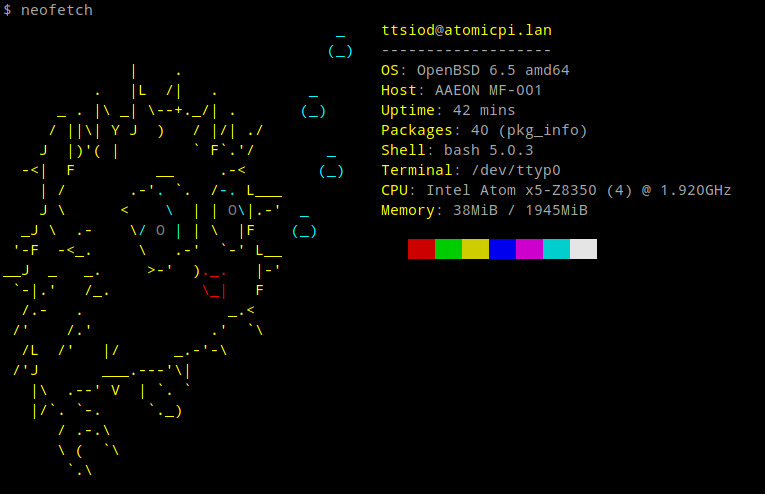 $ neofetch
ttsiod@atomicpi.lan
-------------------
OS: OpenBSD 6.5 amd64
Host: AAEON MF-001
Uptime: 42 mins
Packages: 40 (pkg_info)
Shell: bash 5.0.3
Terminal: /dev/ttyp0
CPU: Intel Atom x5-Z8350 (4) @ 1.920GHz
Memory: 38MiB / 1945MiB